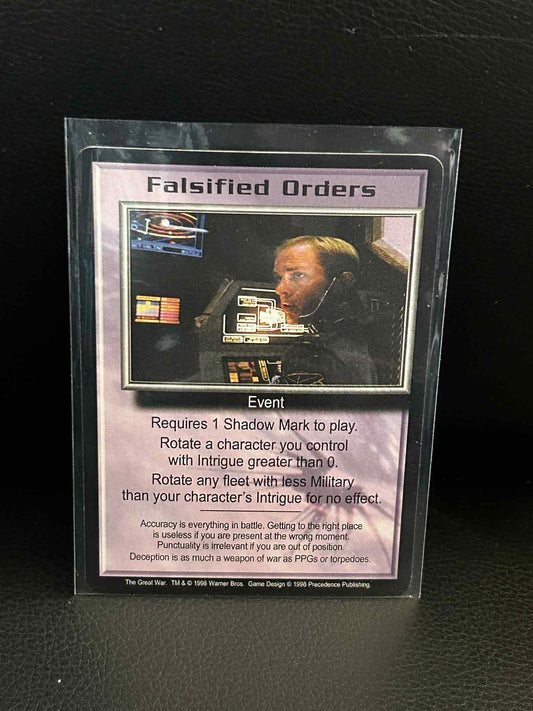 Falsified Orders
Event
Requires 1 Shadow Mark to play.
Rotate a character you control
with Intrigue greater than 0.
Rotate any fleet with less Military
than your character's Intrigue for no effect.
Accuracy is everything in battle. Getting to the right place
is useless if you are present at the wrong moment.
Punctuality is irrelevant if you are out of position.
Deception is as much a weapon of war as PPGs or torpedoes.
The Great War. TM & © 1998 Warner Bros. Game Design © 1998 Precedence Publishing.